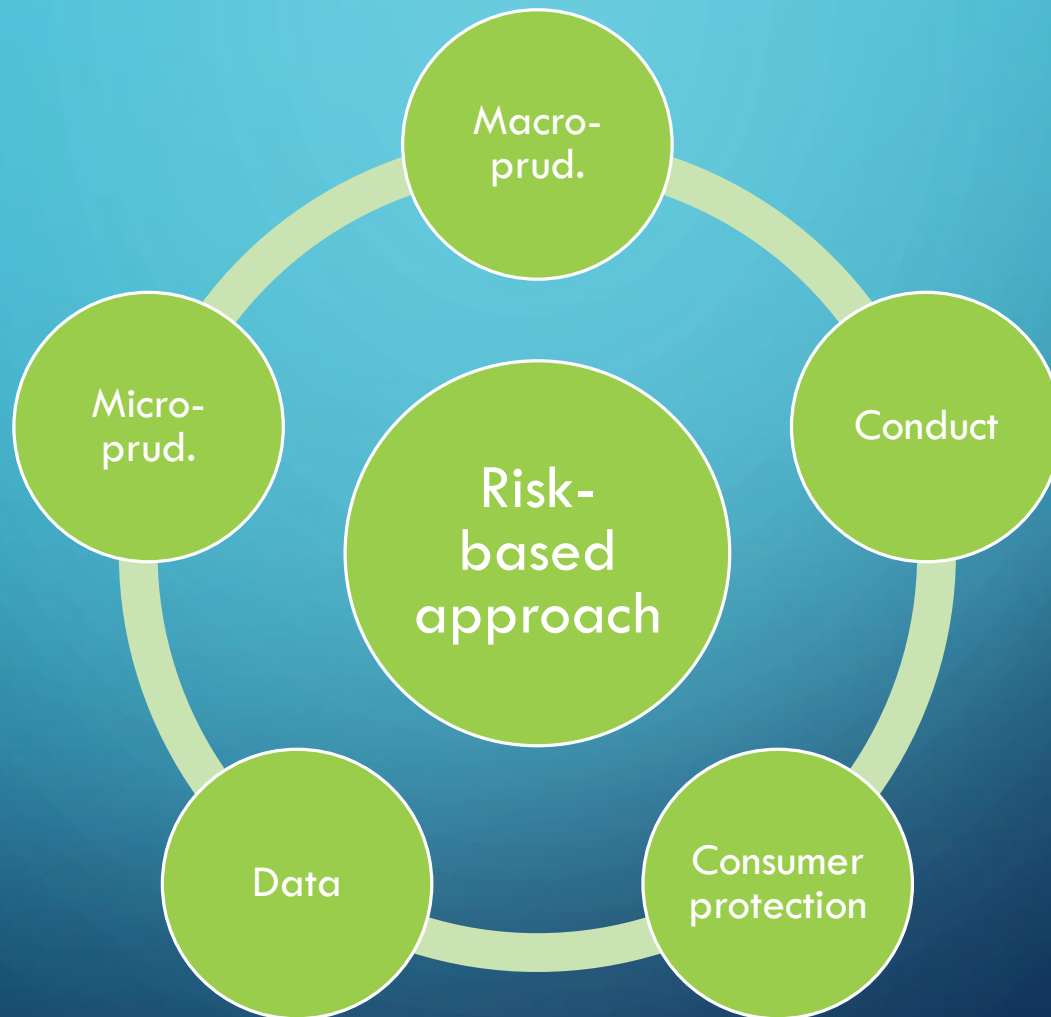 Macro-
prud.
Conduct
Consumer
protection
Data
Micro-
prud.
Risk-
based
approach